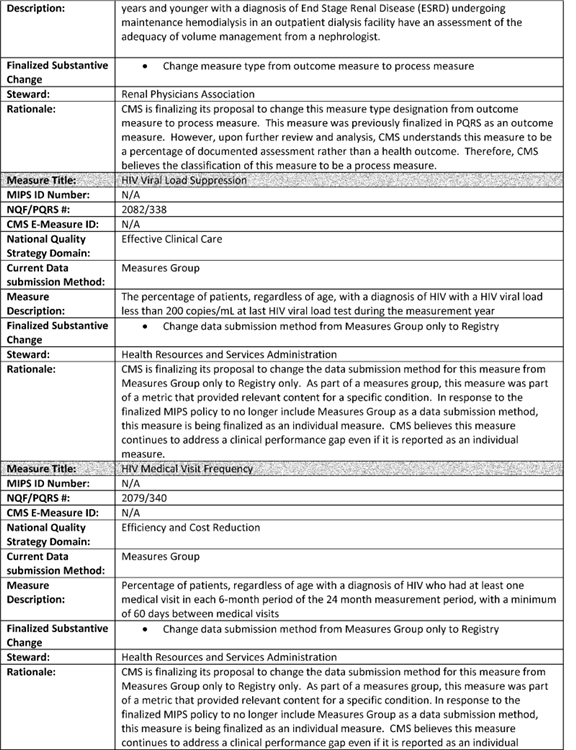 Description: years and younger with a diagnosis of End Stage Renal Disease (ESRD) undergoing
maintenance hemodialysis in an outpatient dialysis facility have an assessment of the
adequacy of volume management from a nephrologist.
Finalized Substantive • Change measure type from outcome measure to process measure
Change
Steward: Renal Physicians Association
Rationale: CMS is finalizing its proposal to change this measure type designation from outcome
measure to process measure. This measure was previously finalized in PQRS as an outcome
measure. However, upon further review and analysis, CMS understands this measure to be
a percentage of documented assessment rather than a health outcome. Therefore, CMS
believes the classification of this measure to be a process measure.
Measure Title: HIV Viral Load Suppression
MIPS ID Number: N/A
NQF/PQRS #: 2082/338
CMS E-Measure ID: N/A
National Quality Effective Clinical Care
Strategy Domain:
Current Data Measures Group
submission Method:
Measure The percentage of patients, regardless of age, with a diagnosis of HIV with a HIV viral load
Description: less than 200 copies/mL at last HIV viral load test during the measurement year
Finalized Substantive • Change data submission method from Measures Group only to Registry
Change
Steward: Health Resources and Services Administration
Rationale: CMS is finalizing its proposal to change the data submission method for this measure from
Measures Group only to Registry only. As part of a measures group, this measure was part
of a metric that provided relevant content for a specific condition. In response to the
finalized MIPS policy to no longer include Measures Group as a data submission method,
this measure is being finalized as an individual measure. CMS believes this measure
continues to address a clinical performance gap even if it is reported as an individual
measure.
Measure Title: HIV Medical Visit Frequency
MIPS ID Number: N/A
NQF/PQRS #: 2079/340
CMS E-Measure ID: N/A
National Quality Efficiency and Cost Reduction
Strategy Domain:
Current Data Measures Group
submission Method:
Measure Percentage of patients, regardless of age with a diagnosis of HIV who had at least one
Description: medical visit in each 6-month period of the 24 month measurement period, with a minimum
of 60 days between medical visits
Finalized Substantive • Change data submission method from Measures Group only to Registry
Change
Steward: Health Resources and Services Administration
Rationale: CMS is finalizing its proposal to change the data submission method for this measure from
Measures Group only to Registry only. As part of a measures group, this measure was part
of a metric that provided relevant content for a specific condition. In response to the
finalized MIPS policy to no longer include Measures Group as a data submission method,
this measure is being finalized as an individual measure. CMS believes this measure
continues to address a clinical performance gap even if it is reported as an individual